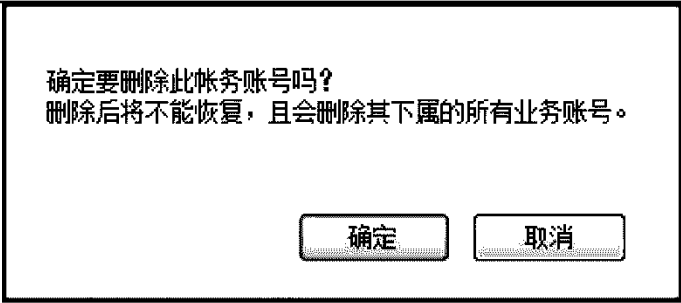 确定要删除此帐务账号吗？
删除后将不能恢复，且会删除其下属的所有业务账号。
确定
取消